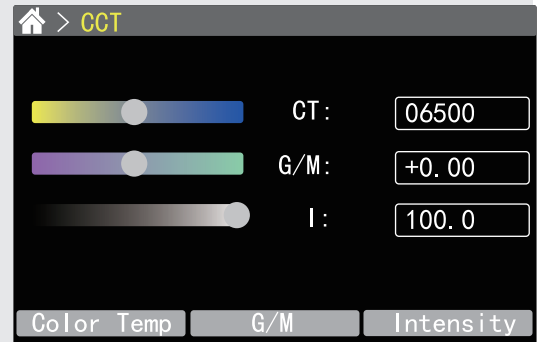 > CCT
CT: 06500
G/M: +0.00
I: 100.0
Color Temp G/M Intensity